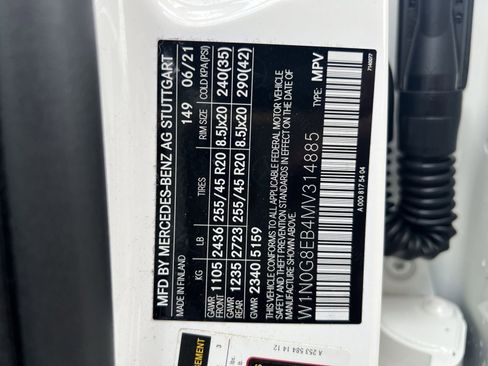 MFD BY MERCEDES-BENZ AG STUTTGART
MADE IN FINLAND 149 06/21
KG LB TIRES RIM SIZE COLD KPA (PSI)
GAWR FRONT 1105 2436 255/45 R20 8.5Jx20 240(35)
GAWR REAR 1235 2723 255/45 R20 8.5Jx20 290(42)
GVWR 2340 5159
THIS VEHICLE CONFORMS TO ALL APPLICABLE FEDERAL MOTOR VEHICLE
SAFETY AND THEFT PREVENTION STANDARDS IN EFFECT ON THE DATE OF
MANUFACTURE SHOWN ABOVE.
W1N0G8EB4MV314885 TYPE: MPV
A 000 817 54 04
714607
A 253 584 14 12